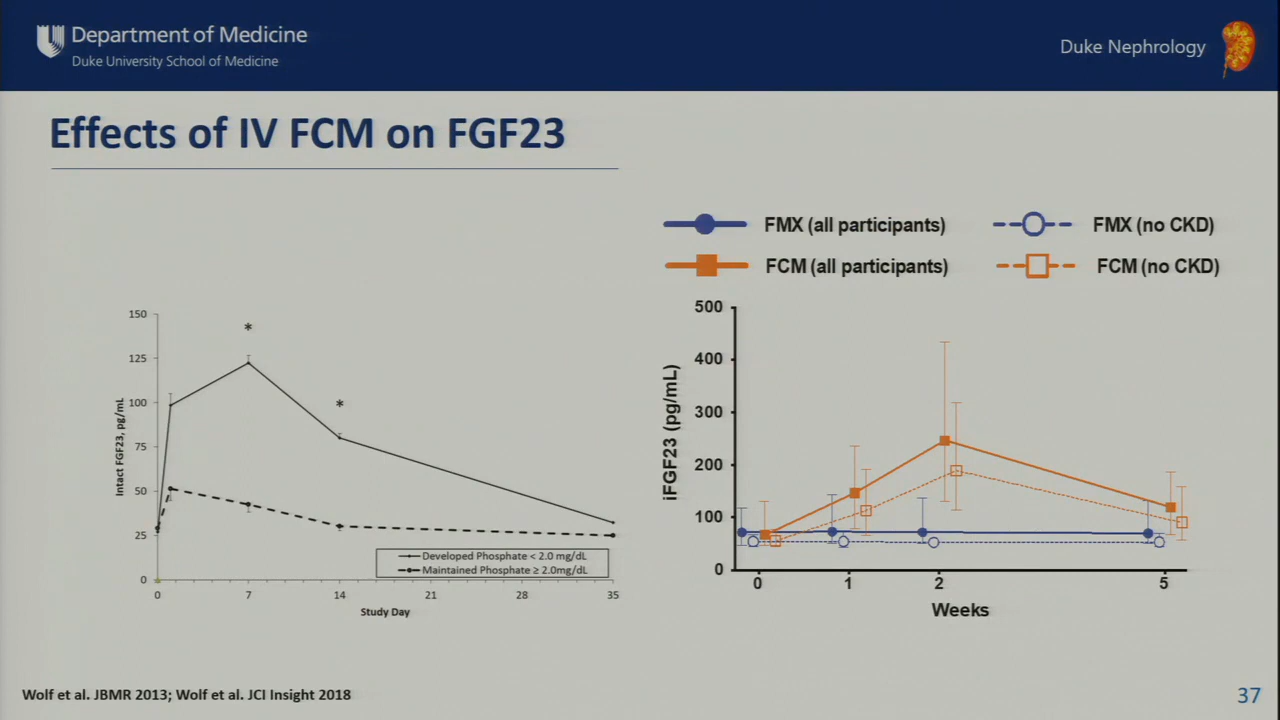 Department of Medicine
Duke University School of Medicine
Duke Nephrology
Effects of IV FCM on FGF23
FMX (all participants)
FMX (no CKD)
FCM (all participants)
FCM (no CKD)
150
125
100
75
50
25
0
Intact FGF23, pg/mL
*
*
Developed Phosphate < 2.0 mg/dL
Maintained Phosphate ≥ 2.0mg/dL
0 7 14 21 28 35
Study Day
500
400
300
200
100
0
iFGF23 (pg/mL)
0 1 2 5
Weeks
Wolf et al. JBMR 2013; Wolf et al. JCI Insight 2018
37